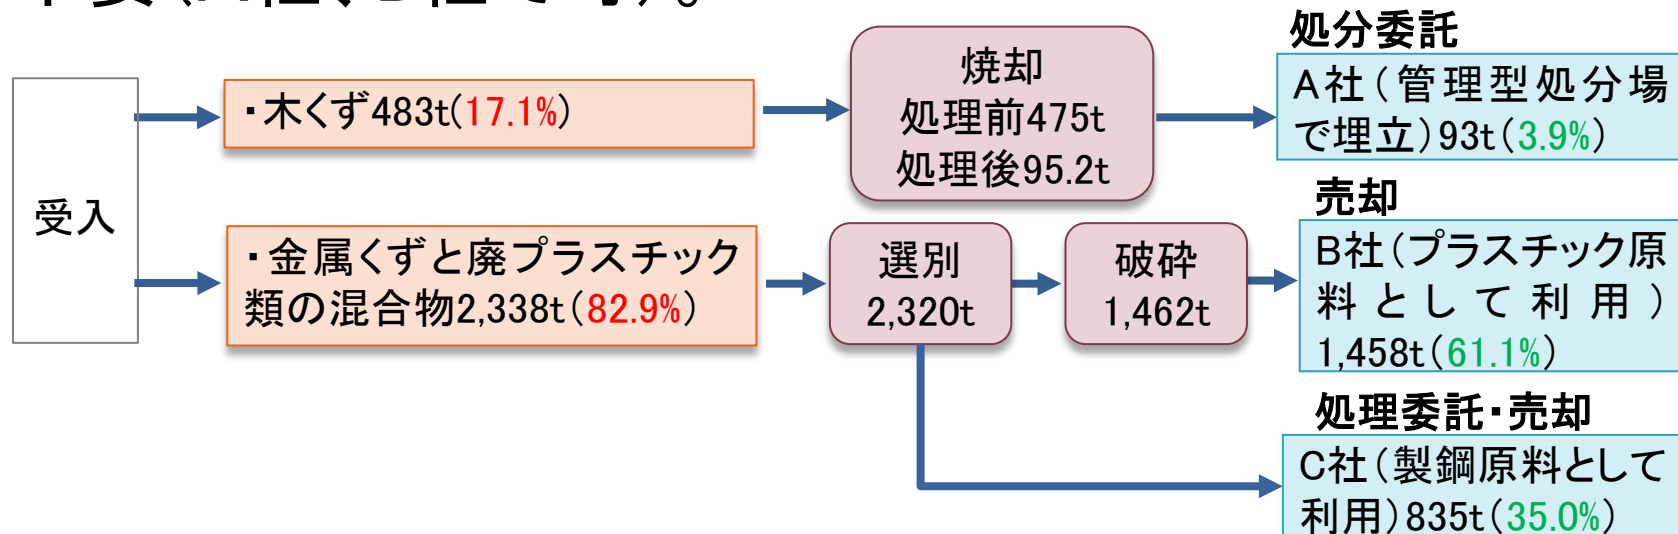 受入
・木くず483t(17.1%)
焼却
処理前475t
処理後95.2t
処分委託
A社(管理型処分場
で埋立)93t(3.9%)
・金属くずと廃プラスチック
類の混合物2,338t(82.9%)
選別
2,320t
破砕
1,462t
売却
B社(プラスチック原
料として利用)
1,458t(61.1%)
処理委託・売却
C社(製鋼原料として
利用)835t(35.0%)